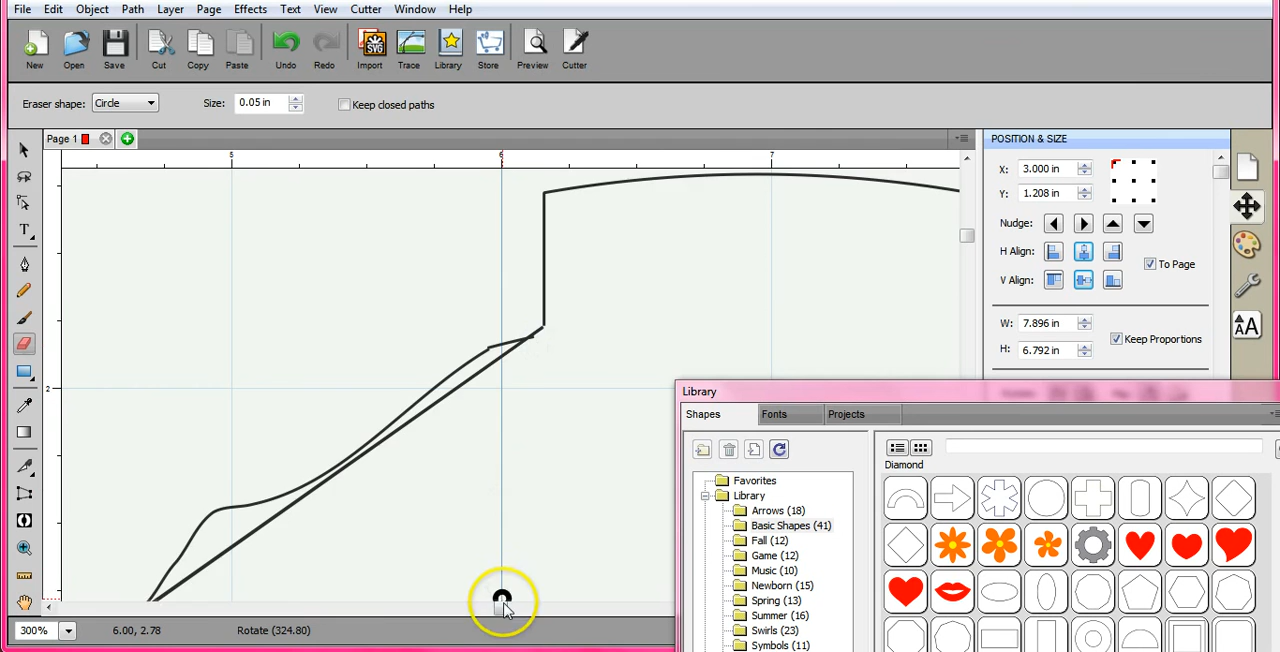 File Edit Object Path Layer Page Effects Text View Cutter Window Help
New Open Save Cut Copy Paste Undo Redo Import Trace Library Store Preview Cutter
SVG
Eraser shape: Circle Size: 0.05 in Keep closed paths
Page 1
POSITION & SIZE
5 6 7
X: 3.000 in
Y: 1.208 in
Nudge:
H Align:
To Page
V Align:
W: 7.896 in
Keep Proportions
H: 6.792 in
2
T
AA
Library
Shapes Fonts Projects
Diamond
Favorites
Library
Arrows (18)
Basic Shapes (41)
Fall (12)
Game (12)
Music (10)
Newborn (15)
Spring (13)
Summer (16)
Swirls (23)
Symbols (11)
300% 6.00, 2.78 Rotate (324.80)